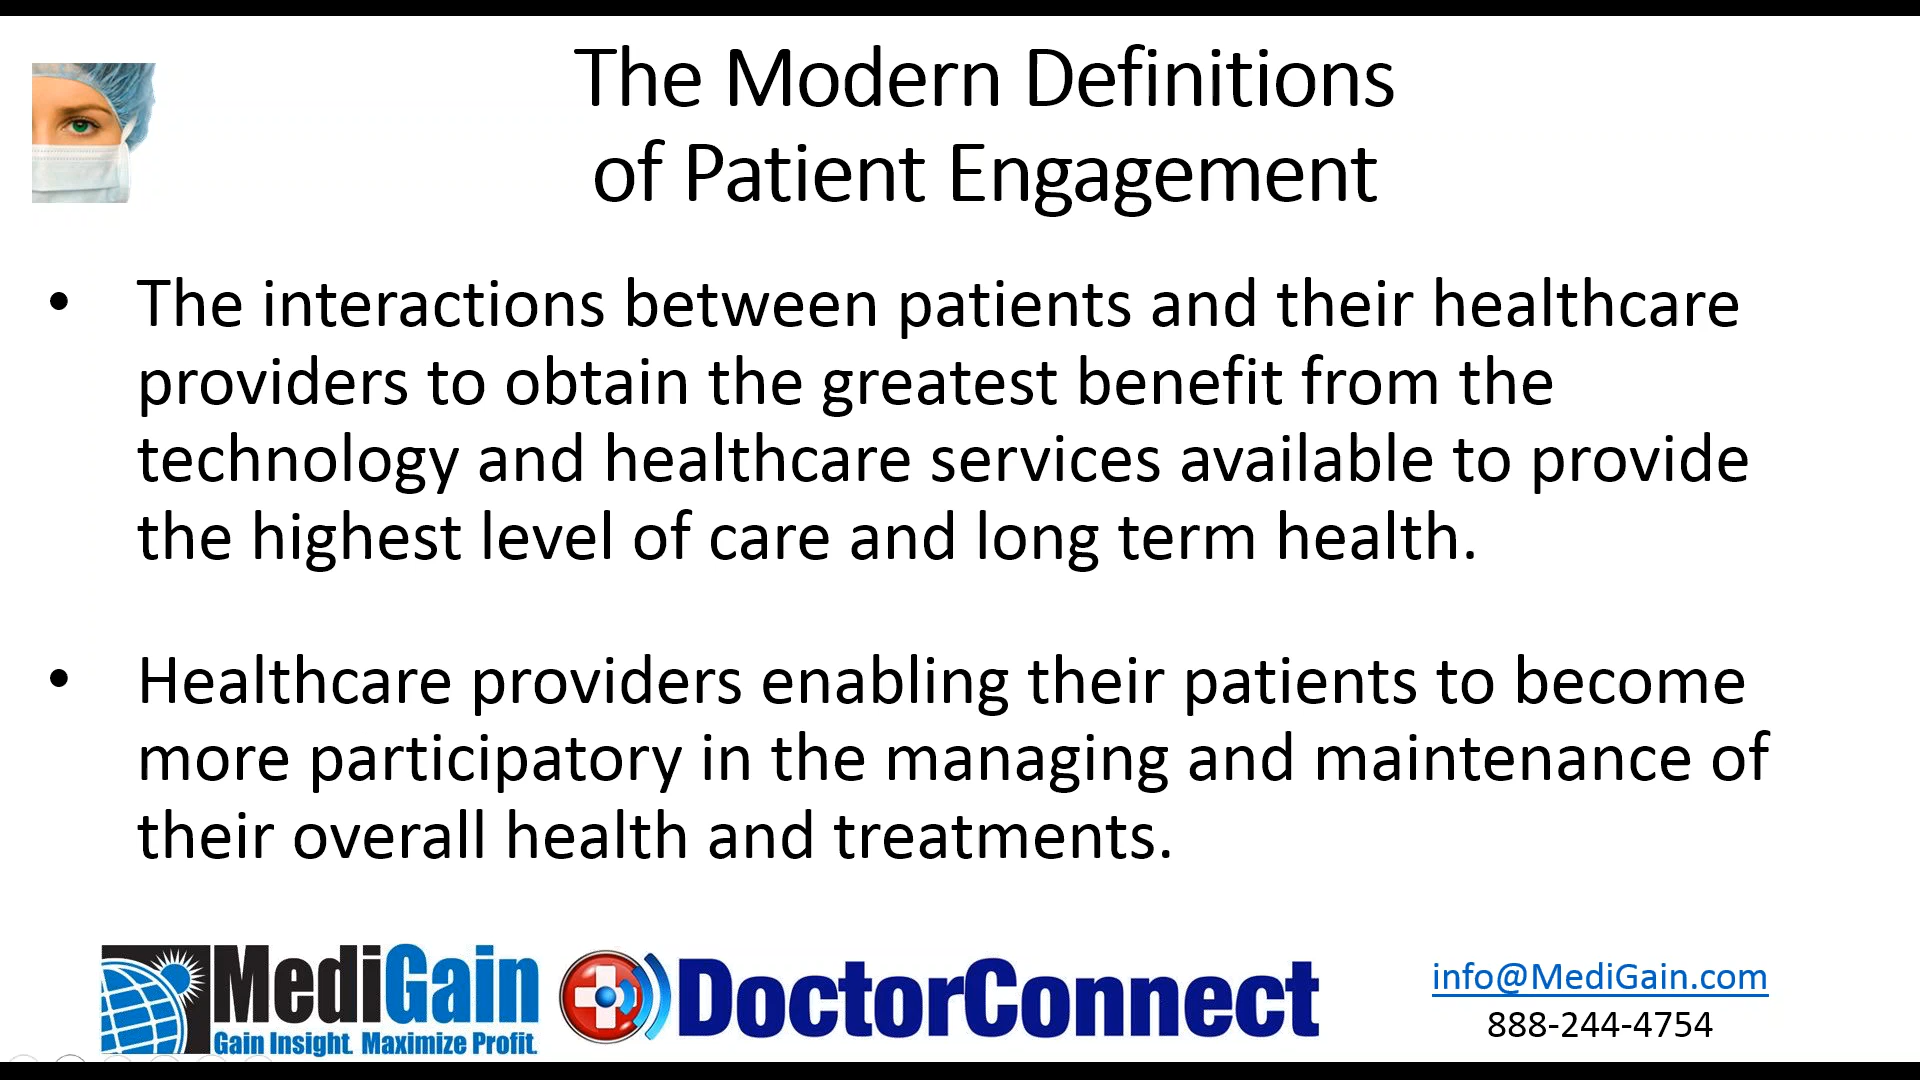 The Modern Definitions
of Patient Engagement
• The interactions between patients and their healthcare
providers to obtain the greatest benefit from the
technology and healthcare services available to provide
the highest level of care and long term health.
• Healthcare providers enabling their patients to become
more participatory in the managing and maintenance of
their overall health and treatments.
MediGain
Gain Insight. Maximize Profit.
DoctorConnect
info@MediGain.com
888-244-4754